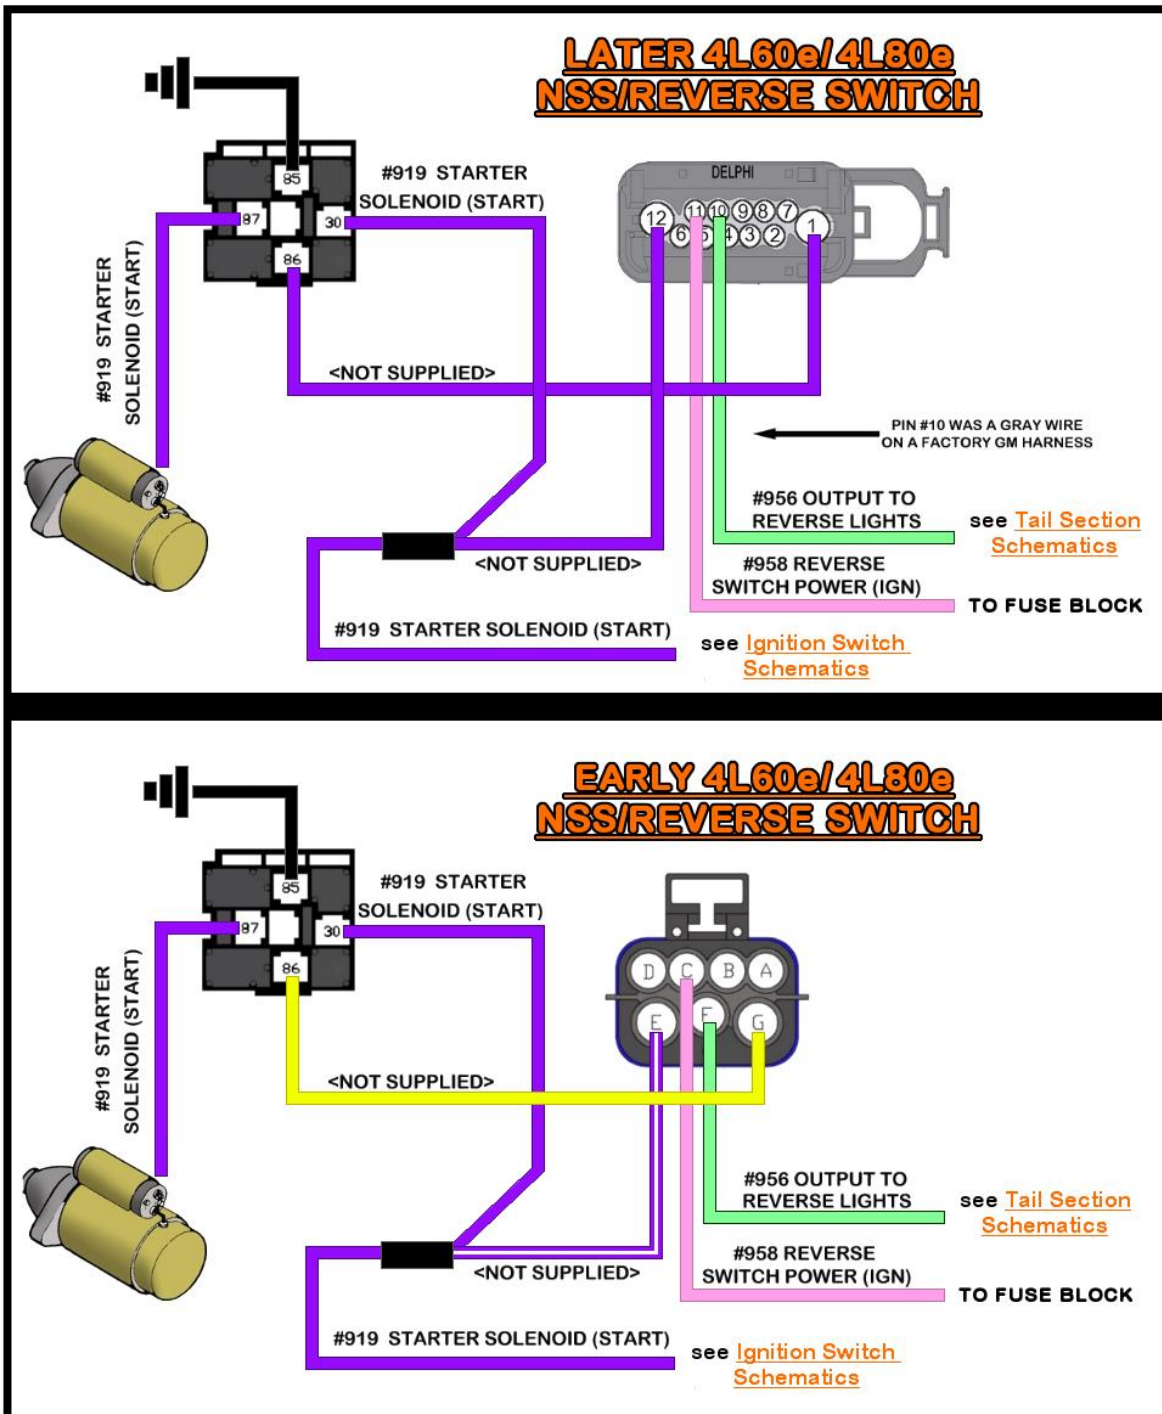 LATER 4L60e/4L80e
NSS/REVERSE SWITCH
#919 STARTER
SOLENOID (START)
85
87
30
86
#919 STARTER
SOLENOID (START)
DELPHI
12
11
10
9
8
7
1
6
5
4
3
2
<NOT SUPPLIED>
PIN #10 WAS A GRAY WIRE
ON A FACTORY GM HARNESS
#956 OUTPUT TO
REVERSE LIGHTS
see Tail Section
Schematics
<NOT SUPPLIED>
#958 REVERSE
SWITCH POWER (IGN)
TO FUSE BLOCK
#919 STARTER SOLENOID (START)
see Ignition Switch
Schematics
EARLY 4L60e/4L80e
NSS/REVERSE SWITCH
#919 STARTER
SOLENOID (START)
85
87
30
86
#919 STARTER
SOLENOID (START)
D
C
B
A
E
F
G
<NOT SUPPLIED>
#956 OUTPUT TO
REVERSE LIGHTS
see Tail Section
Schematics
<NOT SUPPLIED>
#958 REVERSE
SWITCH POWER (IGN)
TO FUSE BLOCK
#919 STARTER SOLENOID (START)
see Ignition Switch
Schematics